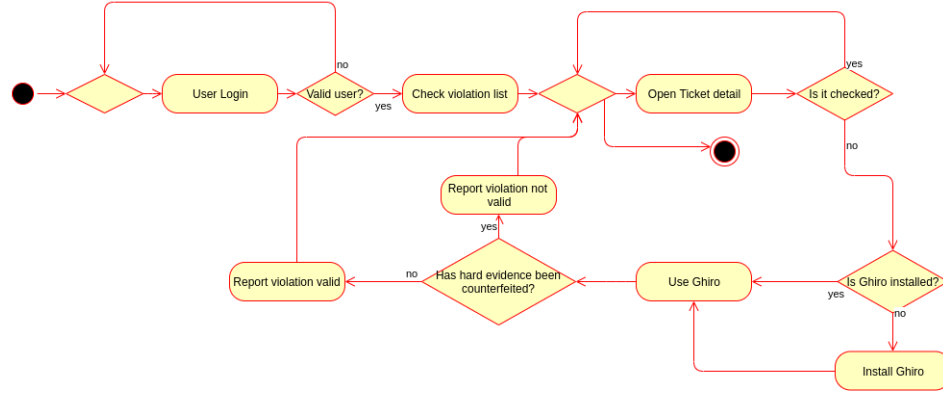 no
yes
User Login
Valid user?
Check violation list
Open Ticket detail
Is it checked?
yes
no
Report violation not
valid
yes
Report violation valid
no
Has hard evidence been
counterfeited?
Use Ghiro
Is Ghiro installed?
yes
no
Install Ghiro